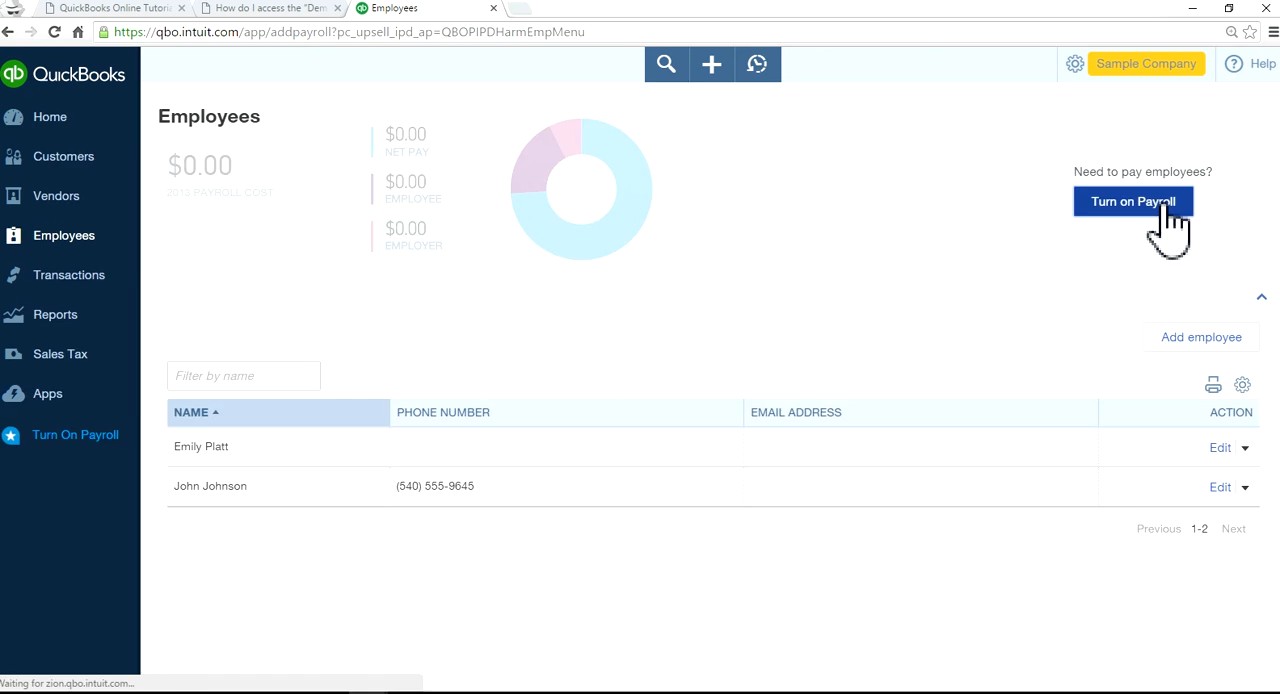 QuickBooks Online Tutori
How do I access the "Dem
Employees
https://qbo.intuit.com/app/addpayroll?pc_upsell_ipd_ap=QBOPIPDHarmEmpMenu
qb QuickBooks
Sample Company
Help
Home
Customers
Vendors
Employees
Transactions
Reports
Sales Tax
Apps
Turn On Payroll
Employees
$0.00
2013 PAYROLL COST
$0.00
NET PAY
$0.00
EMPLOYEE
$0.00
EMPLOYER
Need to pay employees?
Turn on Payroll
Add employee
Filter by name
NAME PHONE NUMBER EMAIL ADDRESS ACTION
Emily Platt Edit
John Johnson (540) 555-9645 Edit
Previous 1-2 Next
Waiting for zion.qbo.intuit.com...